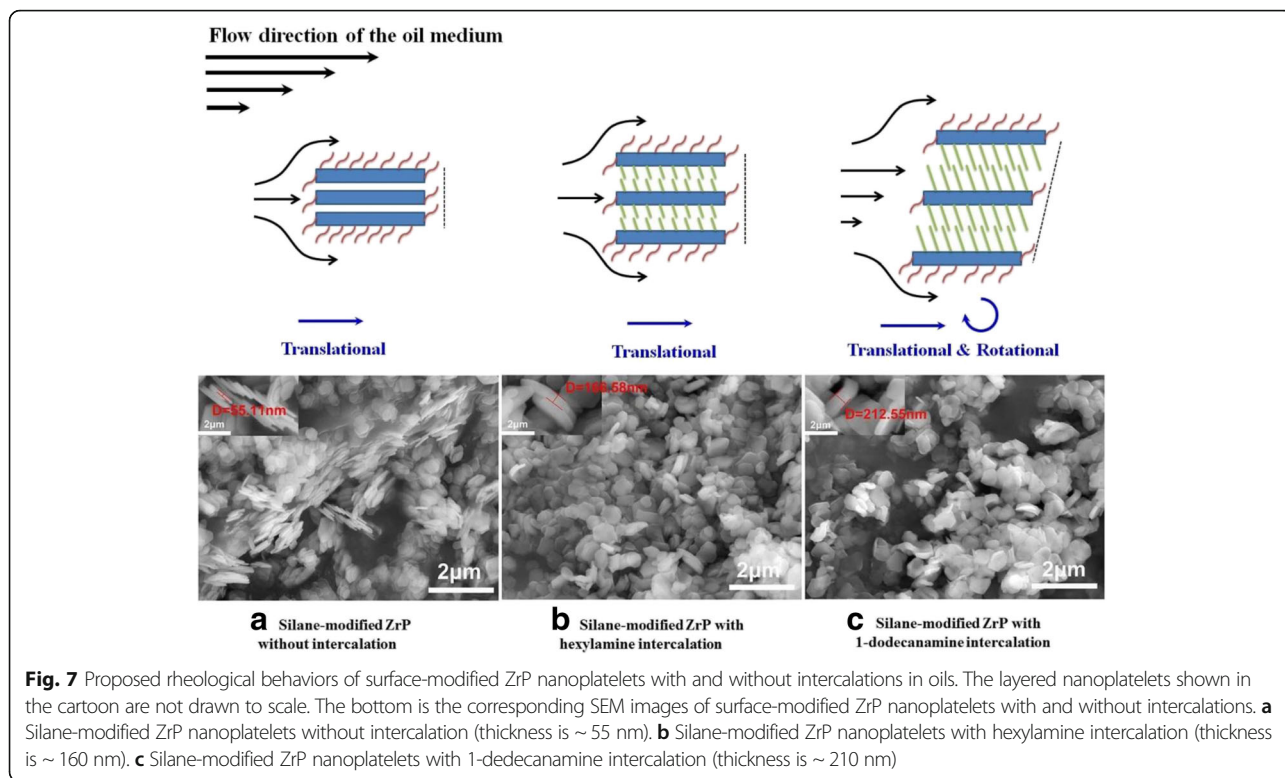 Flow direction of the oil medium
Translational
Translational
Translational & Rotational
D=55.11nm
2μm
2μm
2μm
2μm
D=212.55nm
2μm
2μm
a Silane-modified ZrP
without intercalation
b Silane-modified ZrP with
hexylamine intercalation
c Silane-modified ZrP with
1-dodecanamine intercalation
Fig. 7 Proposed rheological behaviors of surface-modified ZrP nanoplatelets with and without intercalations in oils. The layered nanoplatelets shown in
the cartoon are not drawn to scale. The bottom is the corresponding SEM images of surface-modified ZrP nanoplatelets with and without intercalations. a
Silane-modified ZrP nanoplatelets without intercalation (thickness is ~ 55 nm). b Silane-modified ZrP nanoplatelets with hexylamine intercalation (thickness
is ~ 160 nm). c Silane-modified ZrP nanoplatelets with 1-dedecanamine intercalation (thickness is ~ 210 nm)